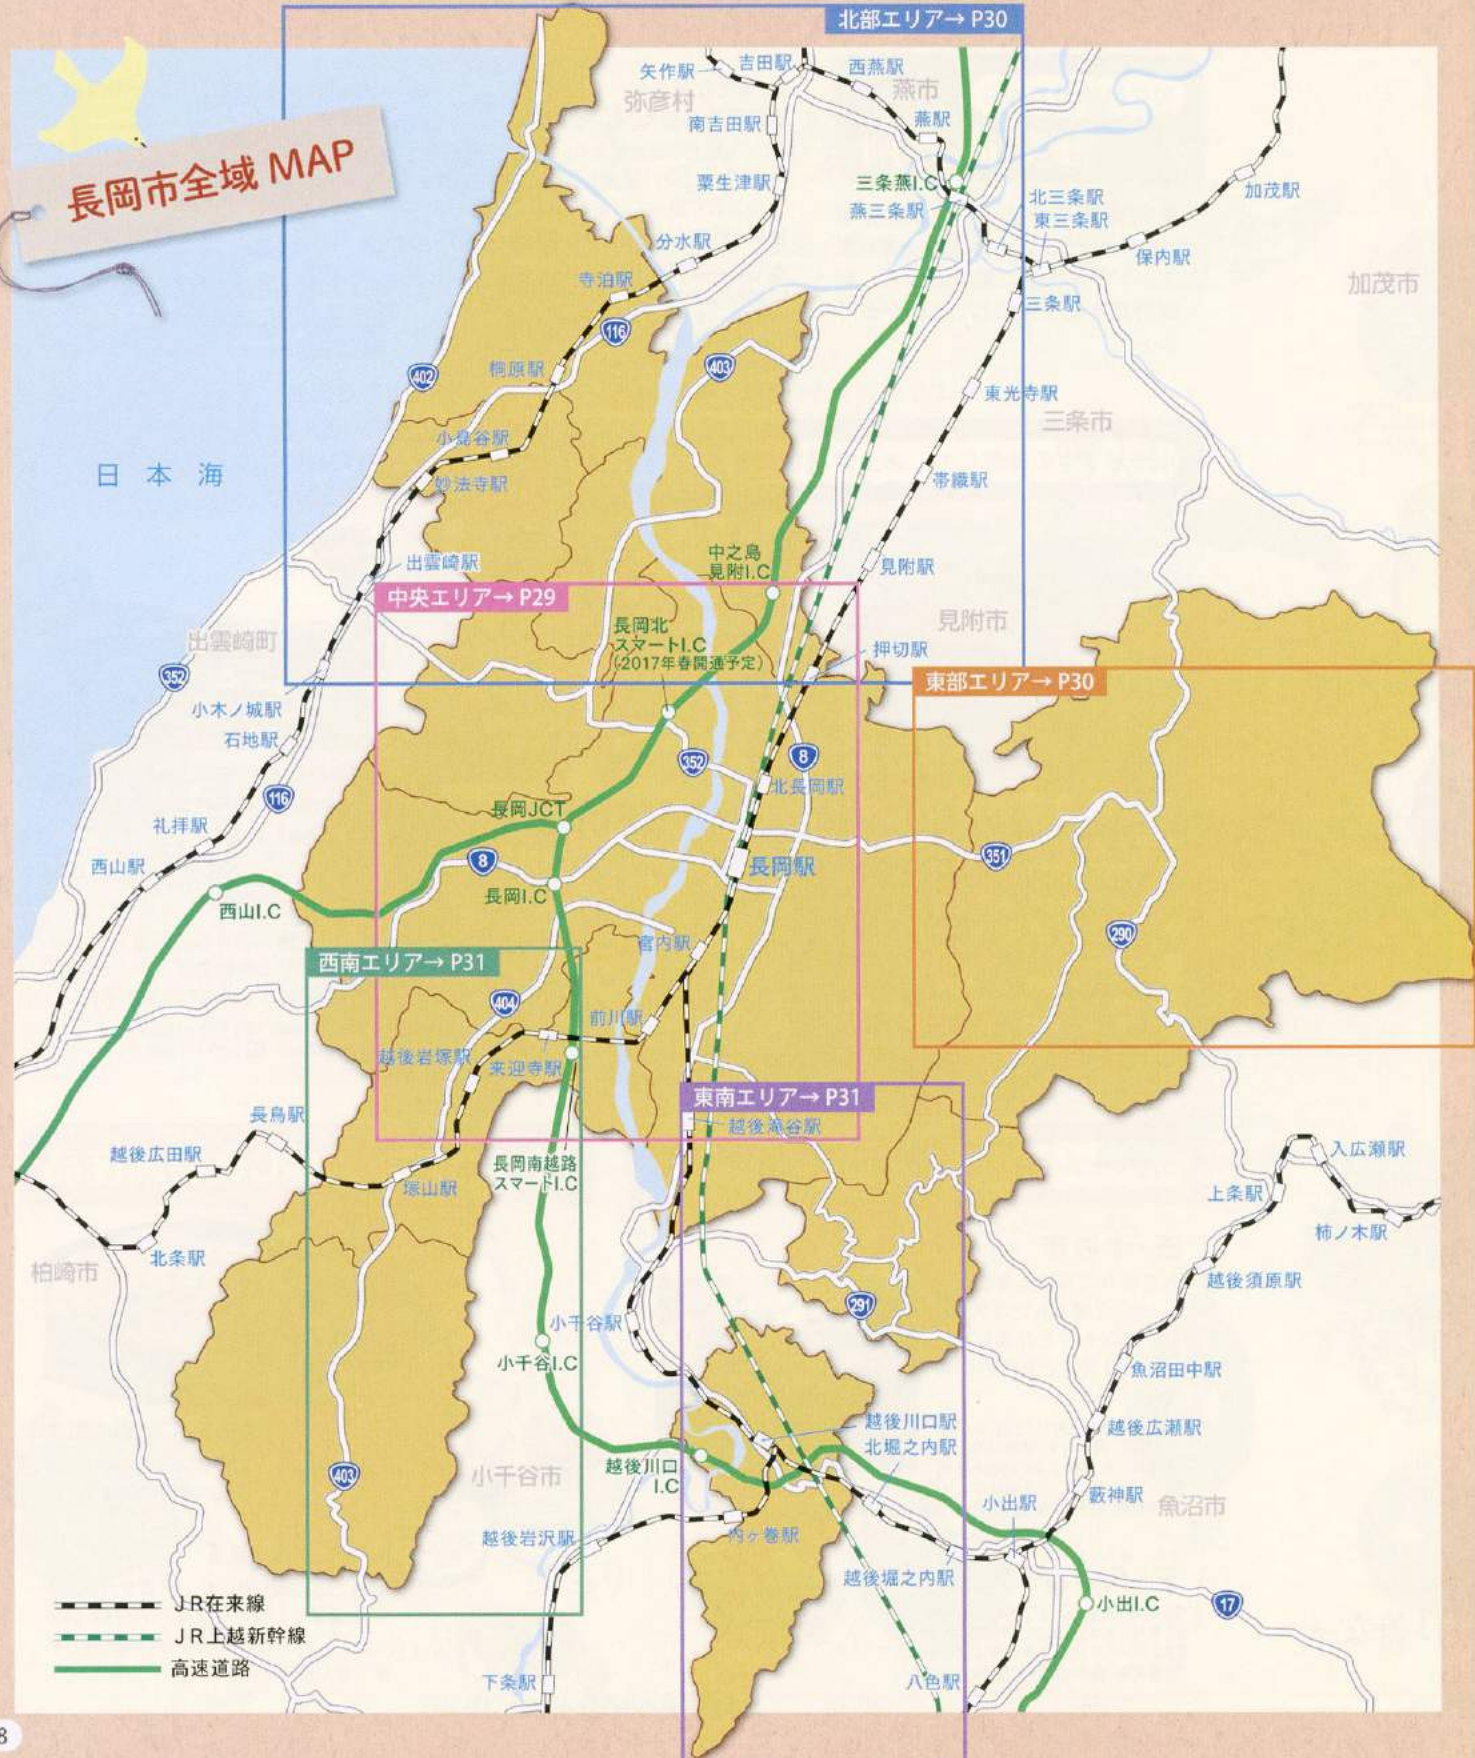 北部エリア→ P30
長岡市全域 MAP
矢作駅
吉田駅
西燕駅
弥彦村
燕市
南吉田駅
燕駅
粟生津駅
三条燕I.C
燕三条駅
北三条駅
東三条駅
加茂駅
保内駅
分水駅
寺泊駅
加茂市
三条駅
116
403
402
桐原駅
東光寺駅
三条市
小島谷駅
日本海
妙法寺駅
帯織駅
中之島
見附I.C
出雲崎駅
見附駅
中央エリア→ P29
長岡北
スマートI.C
(2017年春開通予定)
見附市
出雲崎町
押切駅
352
東部エリア→ P30
小木ノ城駅
石地駅
352
8
北長岡駅
116
長岡JCT
礼拝駅
8
351
長岡駅
西山駅
長岡I.C
西山I.C
290
宮内駅
西南エリア→ P31
404
前川駅
越後岩塚駅
来迎寺駅
東南エリア→ P31
長鳥駅
越後滝谷駅
越後広田駅
入広瀬駅
長岡南越路
スマートI.C
塚山駅
上条駅
柿ノ木駅
北条駅
柏崎市
越後須原駅
291
小千谷駅
小千谷I.C
魚沼田中駅
越後川口駅
北堀之内駅
越後広瀬駅
403
小千谷市
越後川口
I.C
小出駅
藪神駅
魚沼市
越後岩沢駅
内ヶ巻駅
越後堀之内駅
小出I.C
17
JR在来線
JR上越新幹線
高速道路
下条駅
八色駅
8